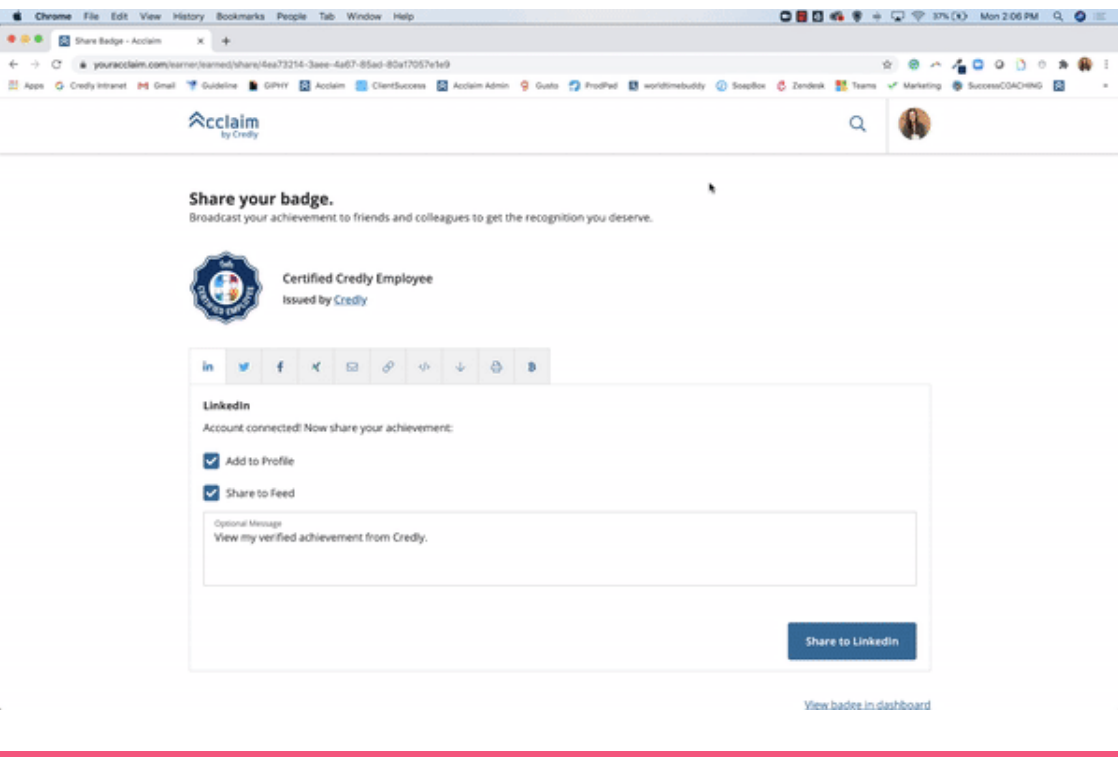 Chrome File Edit View History Bookmarks People Tab Window Help 37% Mon 2:06 PM
Share Badge - Acclaim
youracclaim.com/earner/earned/share/4ea73214-3aee-4a67-85ad-80a17057e1e9
Apps Credly Intranet Gmail Guideline GIPHY Acclaim ClientSuccess Acclaim Admin Gusto ProdPad worldtimebuddy SoapBox Zendesk Teams Marketing SuccessCOACHING
Acclaim
by Credly
Share your badge.
Broadcast your achievement to friends and colleagues to get the recognition you deserve.
Credly
CERTIFIED EMPLOYEE
Certified Credly Employee
Issued by Credly
in
LinkedIn
Account connected! Now share your achievement:
Add to Profile
Share to Feed
Optional Message
View my verified achievement from Credly.
Share to LinkedIn
View badge in dashboard